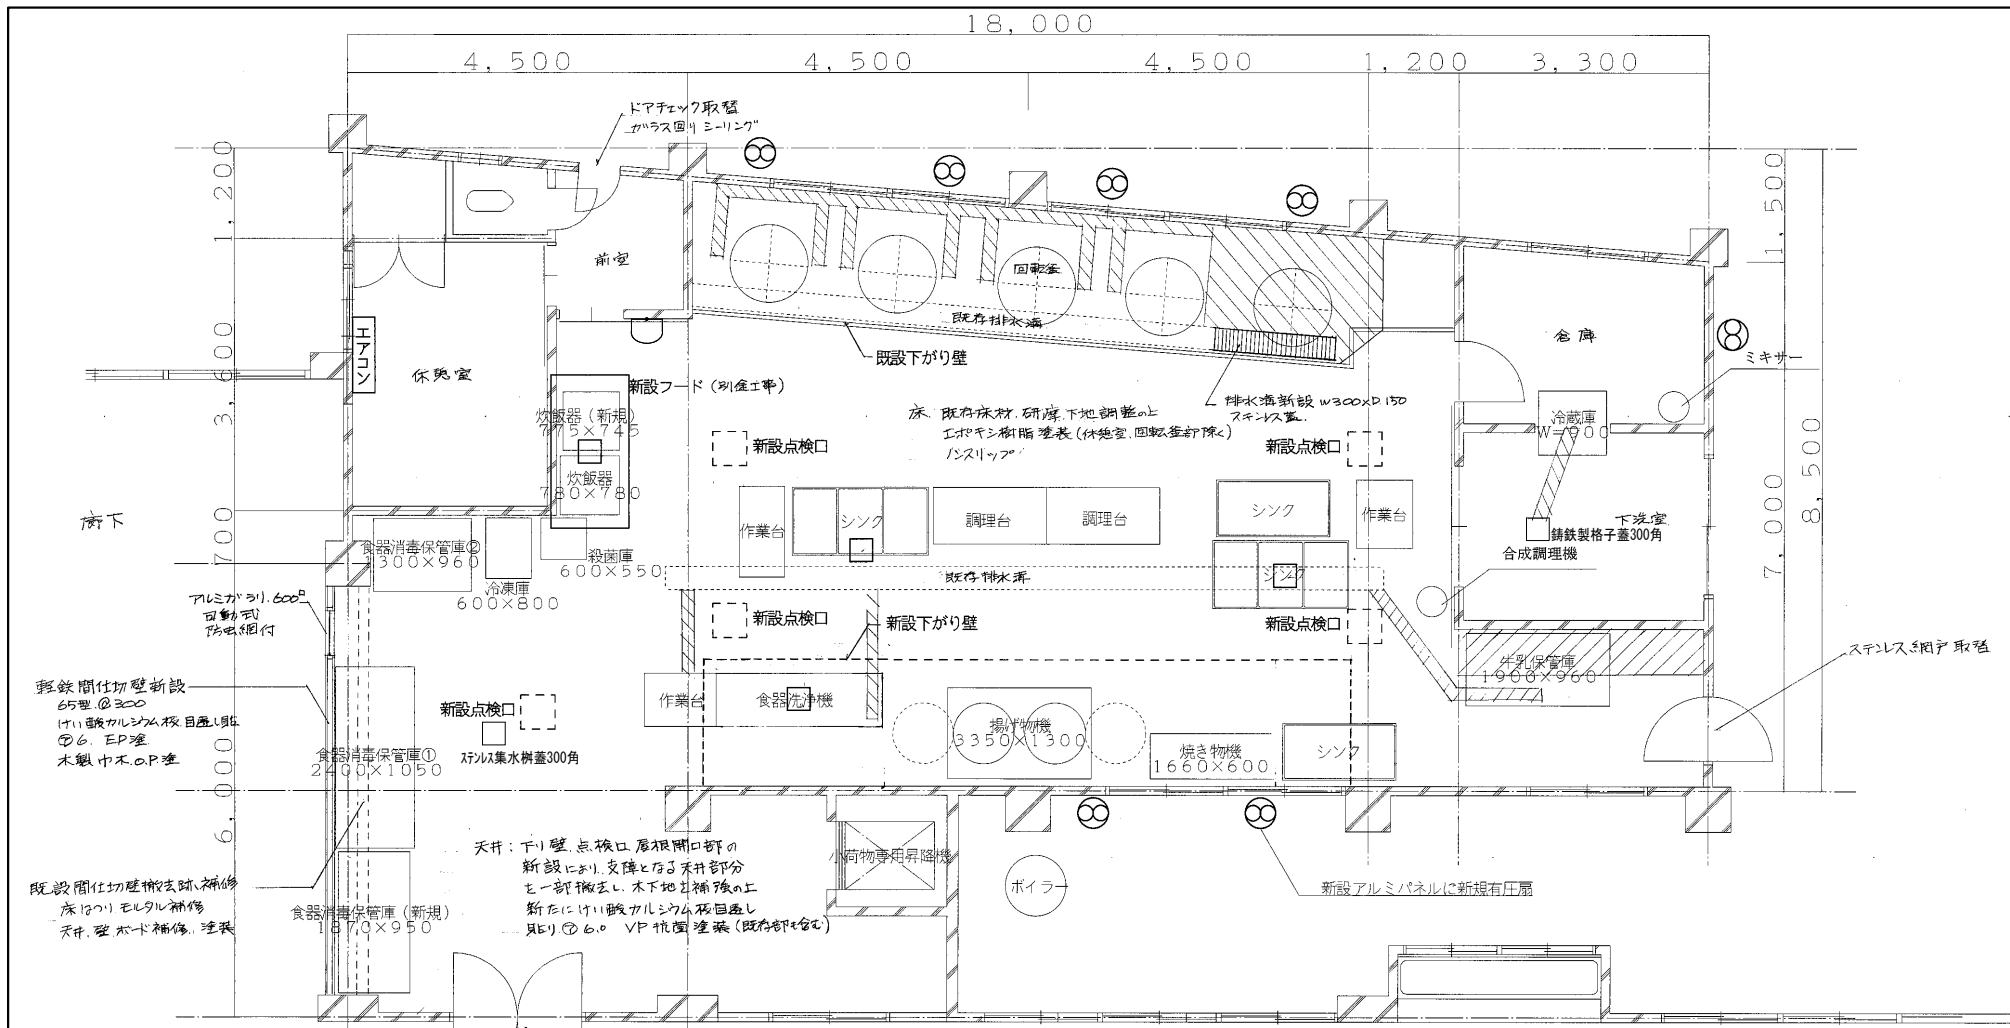 18,000
4,500
4,500
4,500
1,200
3,300
ドアチェック取替
ガラス回りシーリング
1,200
3,600
700
6,000
1,500
7,000
8,500
前室
回転釜
既存排水溝
既設下がり壁
エアコン
休憩室
倉庫
ミキサー
新設フード(別途工事)
炊飯器(新規)
775×745
炊飯器
780×780
床 既存床材、研磨、下地調整の上
エポキシ樹脂塗装(休憩室、回転釜部除く)
ノンスリップ
排水溝新設 W300×D150
ステンレス蓋
冷蔵庫
W=900
新設点検口
新設点検口
廊下
作業台
シンク
調理台
調理台
シンク
作業台
下洗室
鋳鉄製格子蓋300角
合成調理機
食器消毒保管庫②
1300×960
冷凍庫
600×800
殺菌庫
600×550
既存排水溝
シンク
アルミガラリ 600□
可動式
防虫網付
新設点検口
新設下がり壁
新設点検口
牛乳保管庫
1900×960
ステンレス網戸取替
軽鉄間仕切壁新設
65型 @300
けい酸カルシウム板目透し貼
⑦6. EP塗
木製巾木 O.P.塗
新設点検口
ステンレス集水桝蓋300角
作業台
食器洗浄機
揚げ物機
3350×1300
焼き物機
1660×600
シンク
食器消毒保管庫①
2400×1050
既設間仕切壁撤去跡補修
床はつりモルタル補修
天井、壁ボード補修、塗装
食器消毒保管庫(新規)
1870×950
天井:下り壁、点検口、屋根開口部の
新設により、支障となる天井部分
を一部撤去し、木下地を補強の上
新たにけい酸カルシウム板目透し
貼り ⑦6.0 VP抗菌塗装(既存部を含む)
小荷物専用昇降機
ボイラー
新設アルミパネルに新規有圧扇